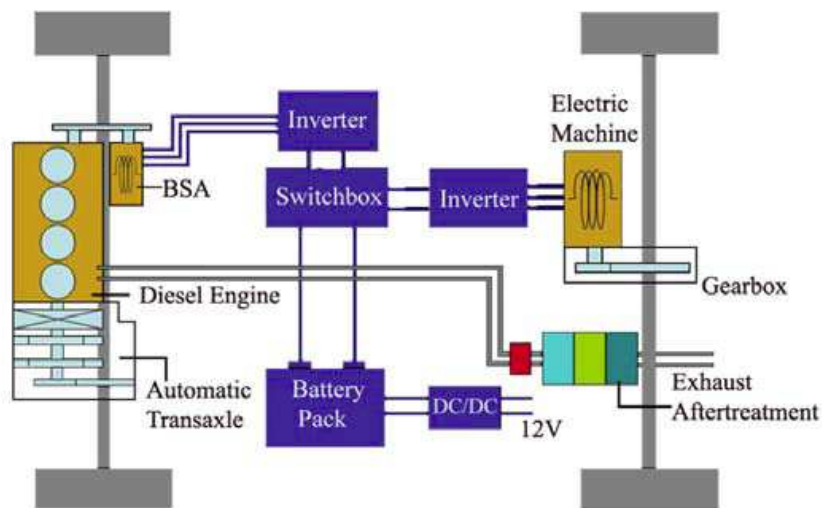 Inverter
Electric
Machine
BSA
Switchbox
Inverter
Diesel Engine
Gearbox
Automatic
Transaxle
Battery
Pack
DC/DC
12V
Exhaust
Aftertreatment